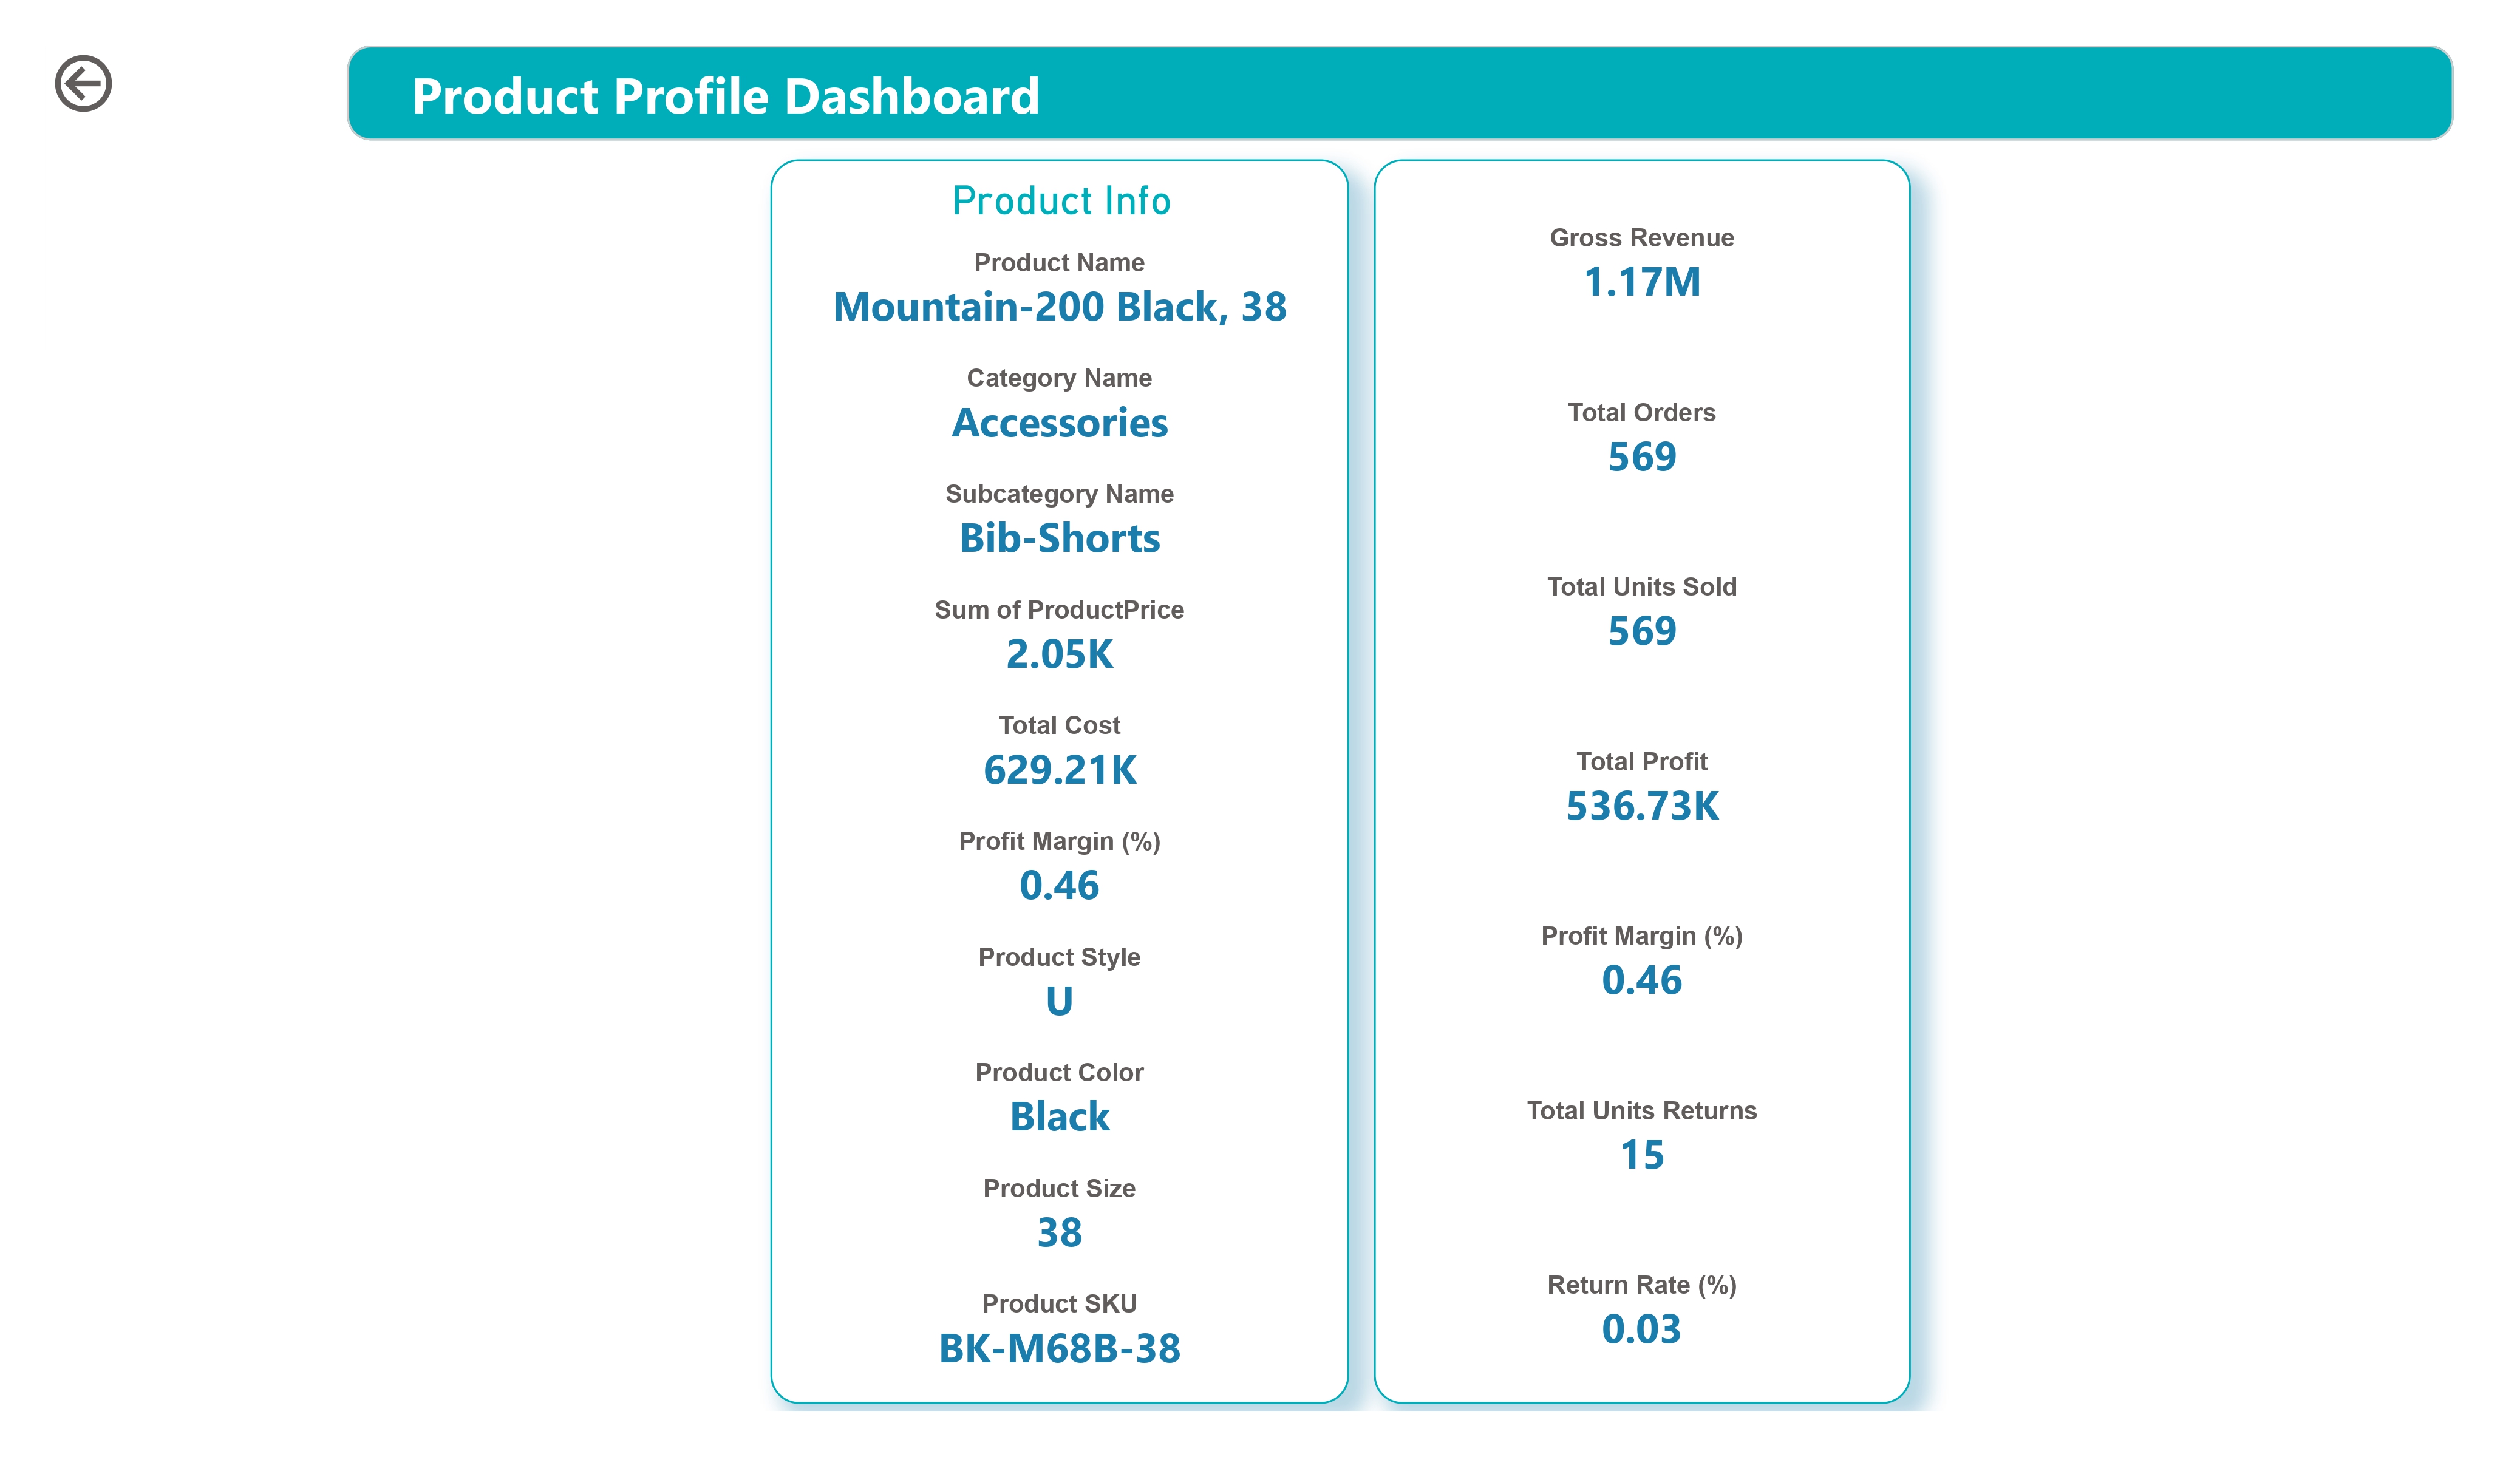 Product Profile Dashboard
Product Info
Product Name
Mountain-200 Black, 38
Category Name
Accessories
Subcategory Name
Bib-Shorts
Sum of ProductPrice
2.05K
Total Cost
629.21K
Profit Margin (%)
0.46
Product Style
U
Product Color
Black
Product Size
38
Product SKU
BK-M68B-38
Gross Revenue
1.17M
Total Orders
569
Total Units Sold
569
Total Profit
536.73K
Profit Margin (%)
0.46
Total Units Returns
15
Return Rate (%)
0.03